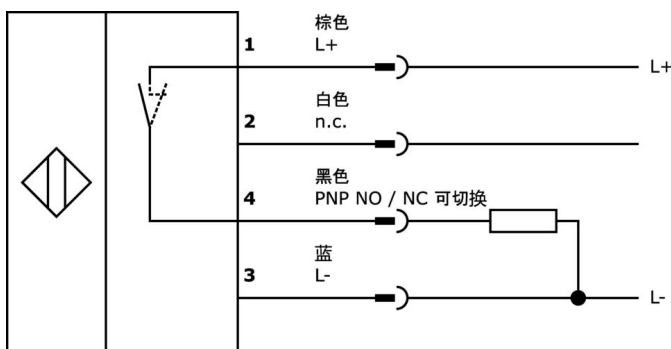 棕色
1
L+
L+
白色
2
n.c.
黑色
4
PNP NO / NC 可切换
蓝
3
L-
L-